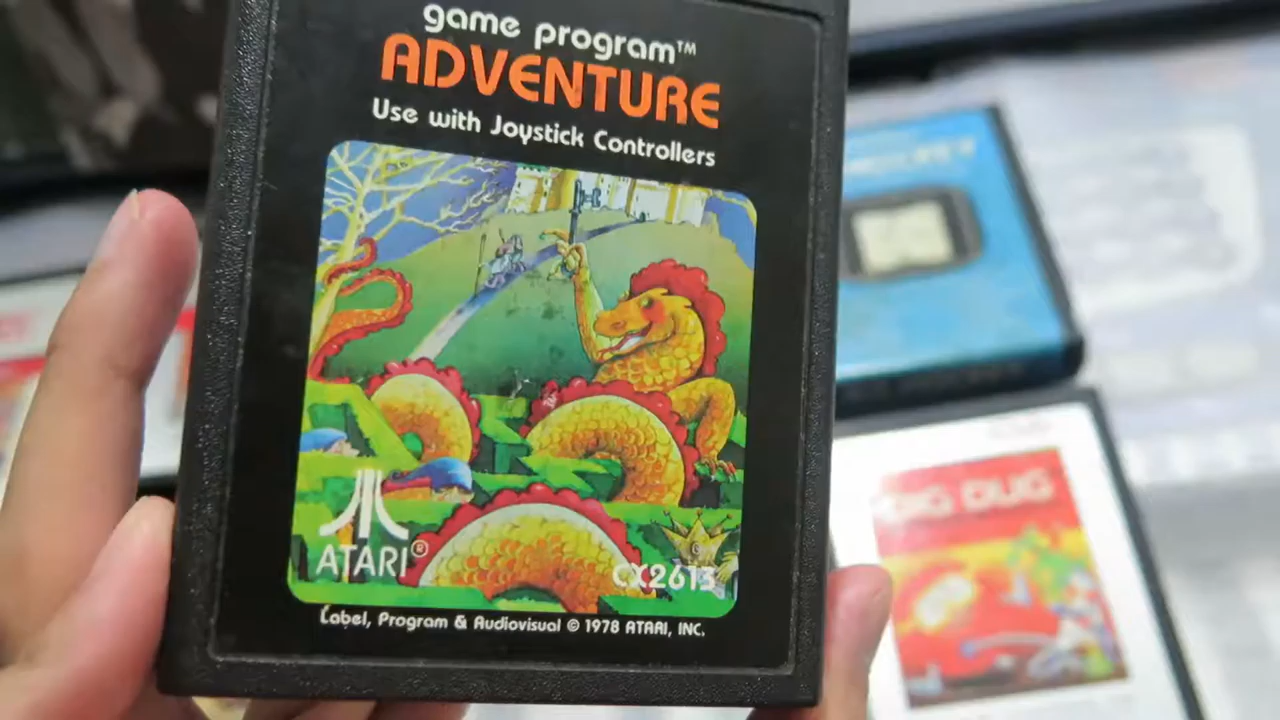 game program™
ADVENTURE
Use with Joystick Controllers
ATARI®
CX2613
Label, Program & Audiovisual © 1978 ATARI, INC.
DIG DUG